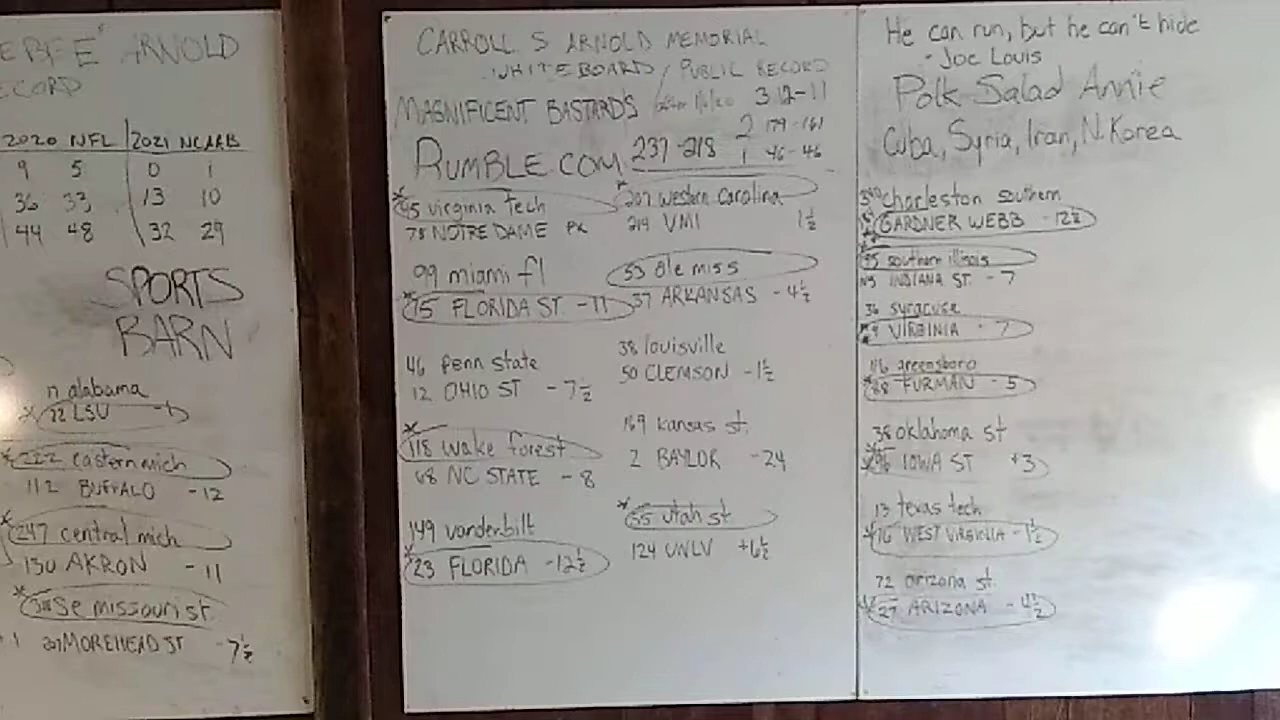 ARNOLD
2020 NFL 2021 NCAAB
9 5 0 1
36 33 13 10
44 48 32 29
SPORTS
BARN
n alabama
22 LSU
222 eastern mich
112 BUFFALO -12
247 central mich
130 AKRON -11
se missouri st
MOREHEAD ST -7½
CARROLL S ARNOLD MEMORIAL
WHITEBOARD / PUBLIC RECORD
MAGNIFICENT BASTARDS 3 12-11
2 179-161
RUMBLE.COM 237-218 1 46-46
45 virginia tech
78 NOTRE DAME PK
99 miami fl
15 FLORIDA ST. -11
46 penn state
12 OHIO ST -7½
118 wake forest
68 NC STATE -8
149 vanderbilt
23 FLORIDA -12½
207 western carolina
219 VMI 1½
53 ole miss
37 ARKANSAS -4½
38 louisville
50 CLEMSON -1½
169 kansas st.
2 BAYLOR -24
55 utah st
124 UNLV +6½
He can run, but he can't hide
- Joe Louis
Polk Salad Annie
Cuba, Syria, Iran, N. Korea
charleston southern
GARDNER WEBB -12½
southern illinois
INDIANA ST. -7
36 syracuse
VIRGINIA -7
greensboro
88 FURMAN -5
38 oklahoma st
IOWA ST +3
13 texas tech
16 WEST VIRGINIA -1½
72 arizona st.
27 ARIZONA -4½